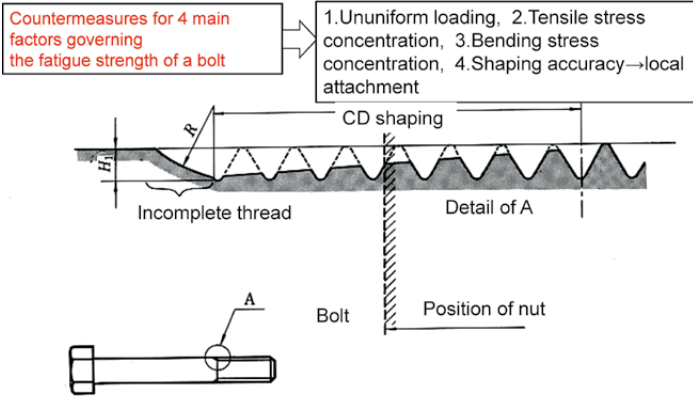 Countermeasures for 4 main
factors governing
the fatigue strength of a bolt
1.Ununiform loading, 2.Tensile stress
concentration, 3.Bending stress
concentration, 4.Shaping accuracy→local
attachment
CD shaping
R
H₁
Incomplete thread
Detail of A
A
Bolt
Position of nut